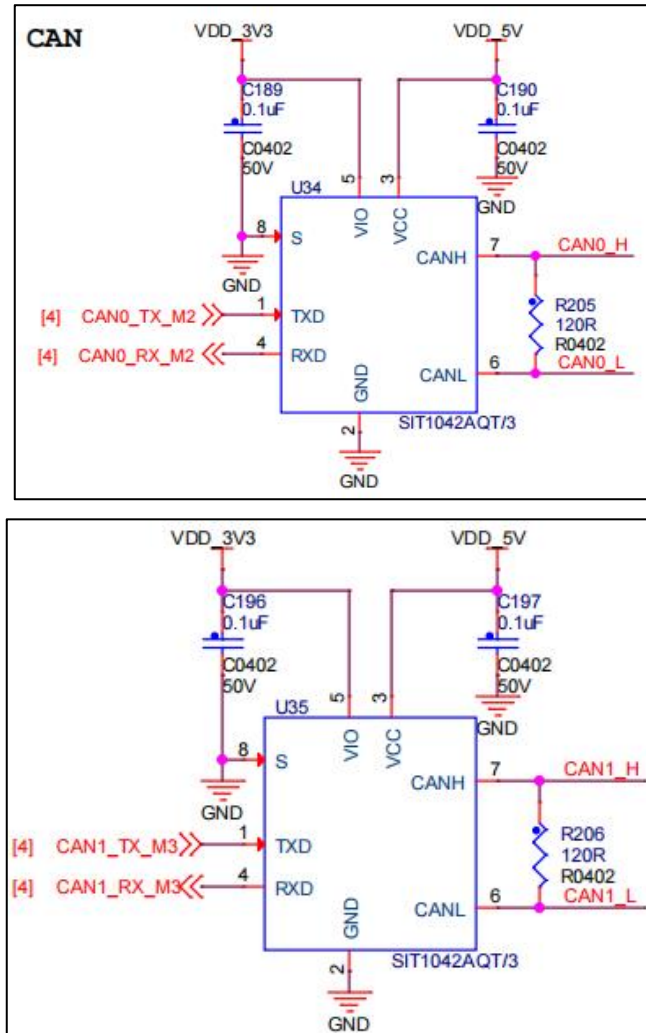 CAN
VDD_3V3
VDD_5V
C189
0.1uF
C0402
50V
C190
0.1uF
C0402
50V
GND
U34
5
3
VIO
VCC
8
S
GND
CANH
7
CAN0_H
[4] CAN0_TX_M2
1
TXD
R205
120R
R0402
[4] CAN0_RX_M2
4
RXD
CANL
6
CAN0_L
GND
2
SIT1042AQT/3
GND
VDD_3V3
VDD_5V
C196
0.1uF
C0402
50V
C197
0.1uF
C0402
50V
GND
U35
5
3
VIO
VCC
8
S
GND
CANH
7
CAN1_H
[4] CAN1_TX_M3
1
TXD
R206
120R
R0402
[4] CAN1_RX_M3
4
RXD
CANL
6
CAN1_L
GND
2
SIT1042AQT/3
GND